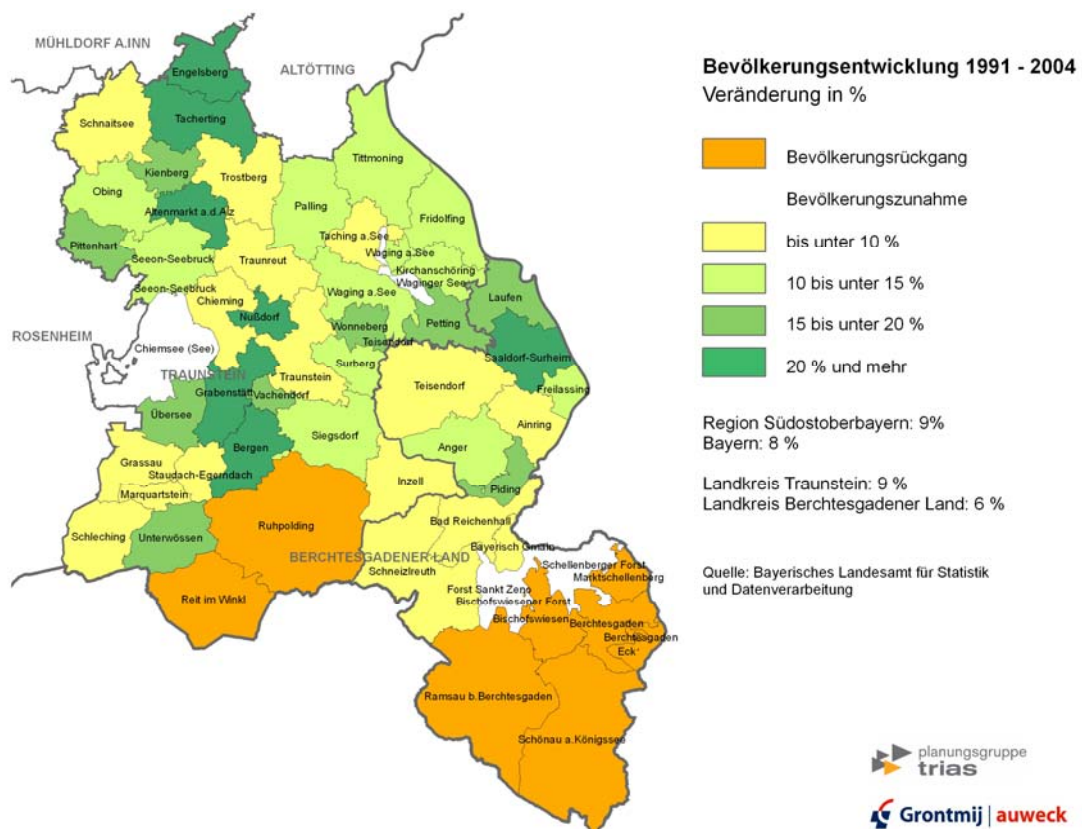 MÜHLDORF A.INN
ALTÖTTING
Engelsberg
Tacherting
Schnaitsee
Kienberg
Trostberg
Tittmoning
Obing
Altenmarkt a.d.Alz
Palling
Fridolfing
Pittenhart
Taching a.See
Waging a.See
Seeon-Seebruck
Traunreut
Kirchanschöring
Waginger See
Seeon-Seebruck
Chieming
Waging a.See
Laufen
Nußdorf
Wonneberg
Petting
ROSENHEIM
Chiemsee (See)
Teisendorf
Saaldorf-Surheim
Surberg
TRAUNSTEIN
Traunstein
Teisendorf
Freilassing
Grabenstätt
Vachendorf
Übersee
Ainring
Bergen
Siegsdorf
Anger
Grassau
Staudach-Egerndach
Inzell
Piding
Marquartstein
Ruhpolding
Bad Reichenhall
Schleching
Unterwössen
Bayerisch Gmain
BERCHTESGADENER LAND
Schneizlreuth
Schellenberger Forst
Marktschellenberg
Forst Sankt Zeno
Bischofswiesener Forst
Reit im Winkl
Bischofswiesen
Berchtesgaden
Berchtesgaden
Eck
Ramsau b.Berchtesgaden
Schönau a.Königssee
Bevölkerungsentwicklung 1991 - 2004
Veränderung in %
Bevölkerungsrückgang
Bevölkerungszunahme
bis unter 10 %
10 bis unter 15 %
15 bis unter 20 %
20 % und mehr
Region Südostoberbayern: 9%
Bayern: 8 %
Landkreis Traunstein: 9 %
Landkreis Berchtesgadener Land: 6 %
Quelle: Bayerisches Landesamt für Statistik
und Datenverarbeitung
planungsgruppe
trias
Grontmij | auweck